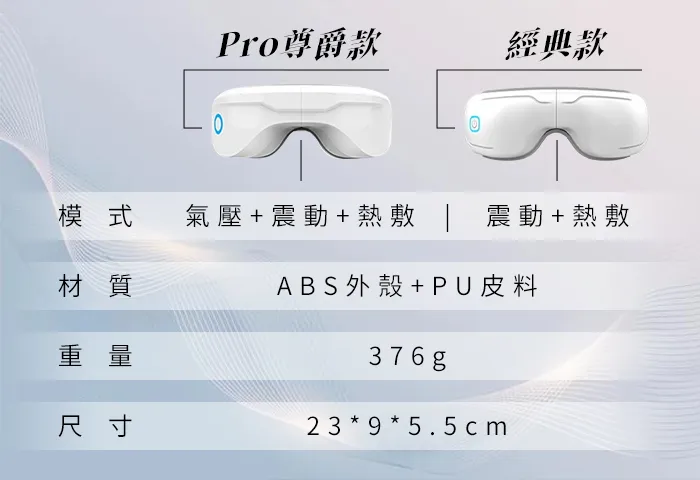 Pro尊爵款 經典款
模式 氣壓+震動+熱敷 | 震動+熱敷
材質 ABS外殼+PU皮料
重量 376g
尺寸 23*9*5.5cm